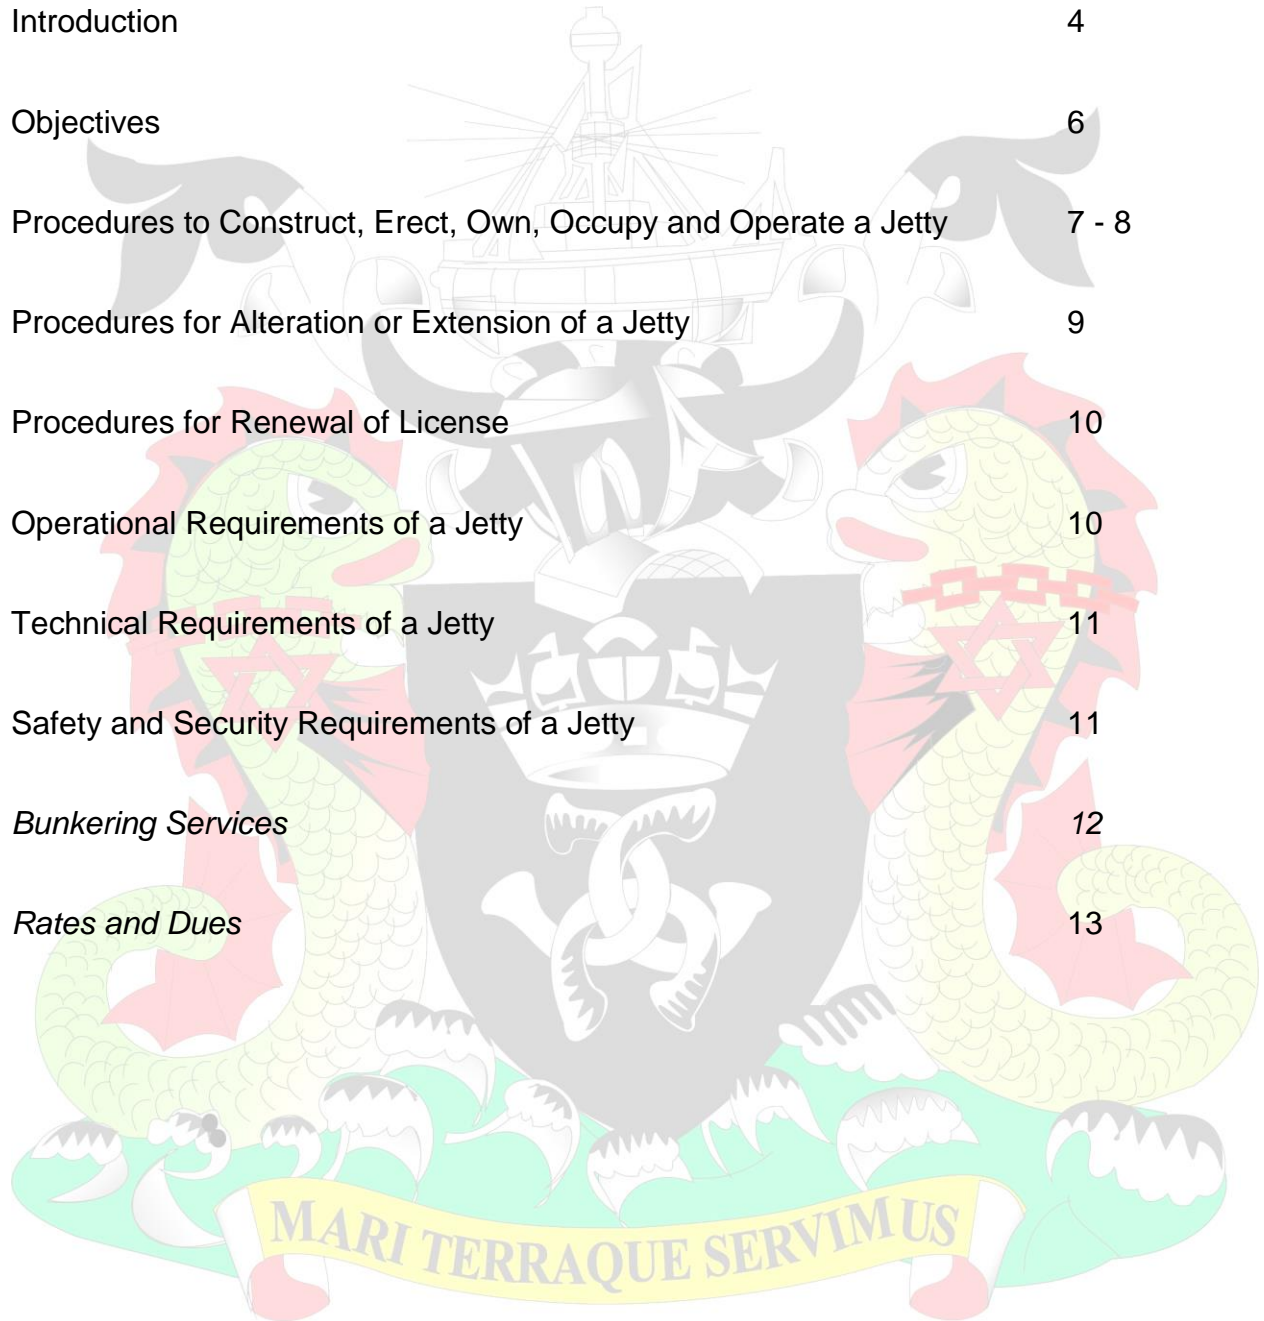 Introduction 4
Objectives 6
Procedures to Construct, Erect, Own, Occupy and Operate a Jetty 7 - 8
Procedures for Alteration or Extension of a Jetty 9
Procedures for Renewal of License 10
Operational Requirements of a Jetty 10
Technical Requirements of a Jetty 11
Safety and Security Requirements of a Jetty 11
Bunkering Services 12
Rates and Dues 13
MARI TERRAQUE SERVIMUS